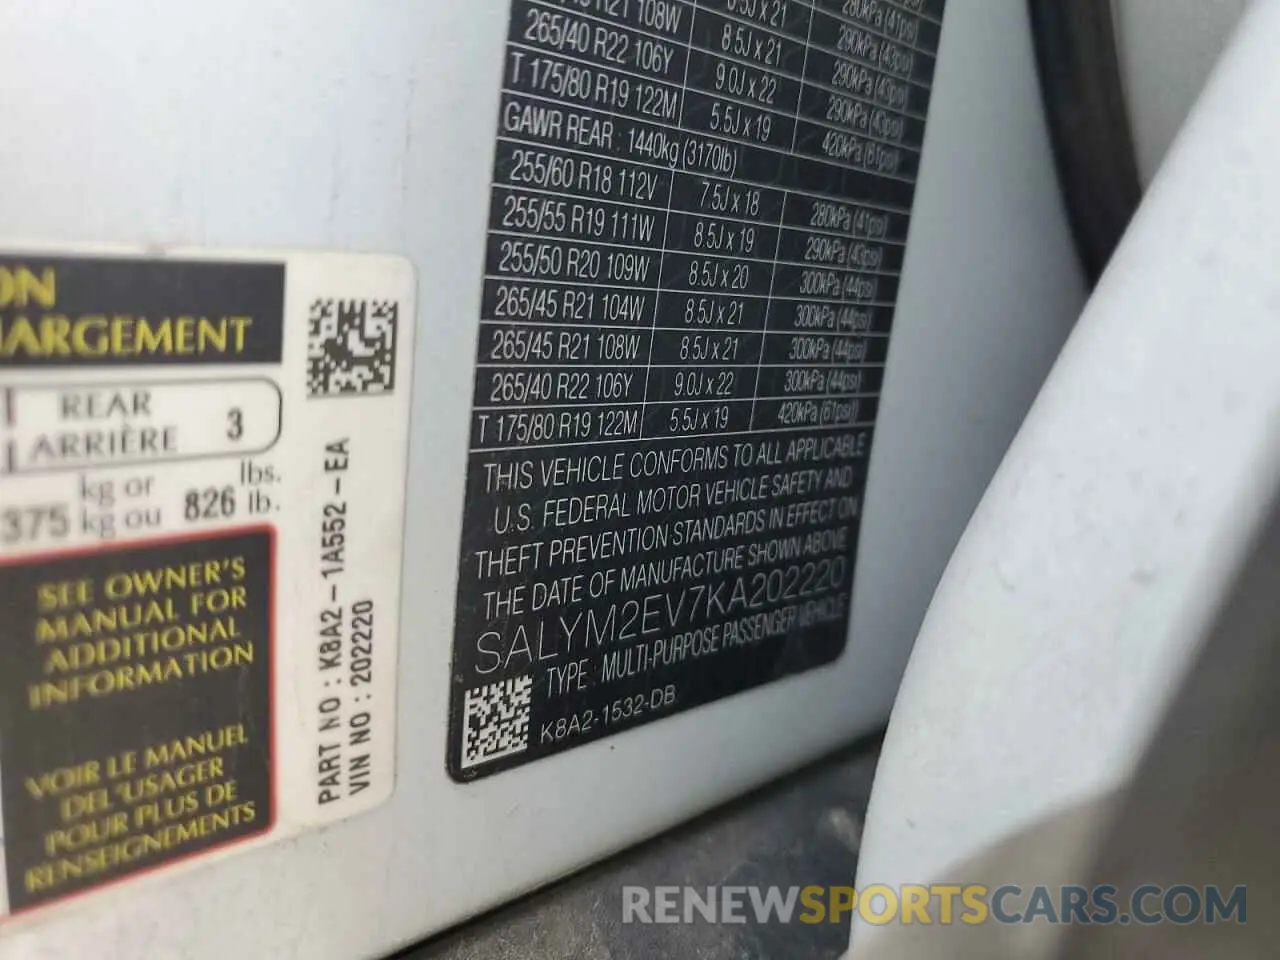 ON
HARGEMENT
REAR
ARRIÈRE 3
375 kg or
kg ou 826 lbs.
lb.
SEE OWNER'S
MANUAL FOR
ADDITIONAL
INFORMATION
VOIR LE MANUEL
DE L'USAGER
POUR PLUS DE
RENSEIGNEMENTS
PART NO : K8A2-1A552-EA
VIN NO : 202220
R21 108W 8.5J x 21 290kPa (43psi)
265/40 R22 106Y 9.0J x 22 290kPa (43psi)
T 175/80 R19 122M 5.5J x 19 420kPa (61psi)
GAWR REAR : 1440kg (3170lb)
255/60 R18 112V 7.5J x 18 280kPa (41psi)
255/55 R19 111W 8.5J x 19 290kPa (43psi)
255/50 R20 109W 8.5J x 20 300kPa (44psi)
265/45 R21 104W 8.5J x 21 300kPa (44psi)
265/45 R21 108W 8.5J x 21 300kPa (44psi)
265/40 R22 106Y 9.0J x 22 300kPa (44psi)
T 175/80 R19 122M 5.5J x 19 420kPa (61psi)
THIS VEHICLE CONFORMS TO ALL APPLICABLE
U.S. FEDERAL MOTOR VEHICLE SAFETY AND
THEFT PREVENTION STANDARDS IN EFFECT ON
THE DATE OF MANUFACTURE SHOWN ABOVE
SALYM2EV7KA202220
TYPE : MULTI-PURPOSE PASSENGER VEHICLE
K8A2-1532-DB
RENEWSPORTSCARS.COM